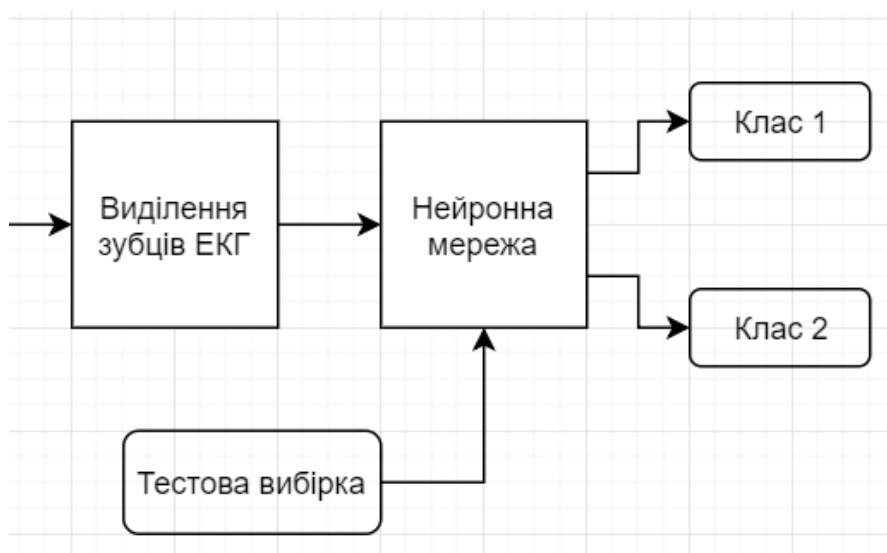 Клас 1
Виділення
зубців ЕКГ
Нейронна
мережа
Клас 2
Тестова вибірка